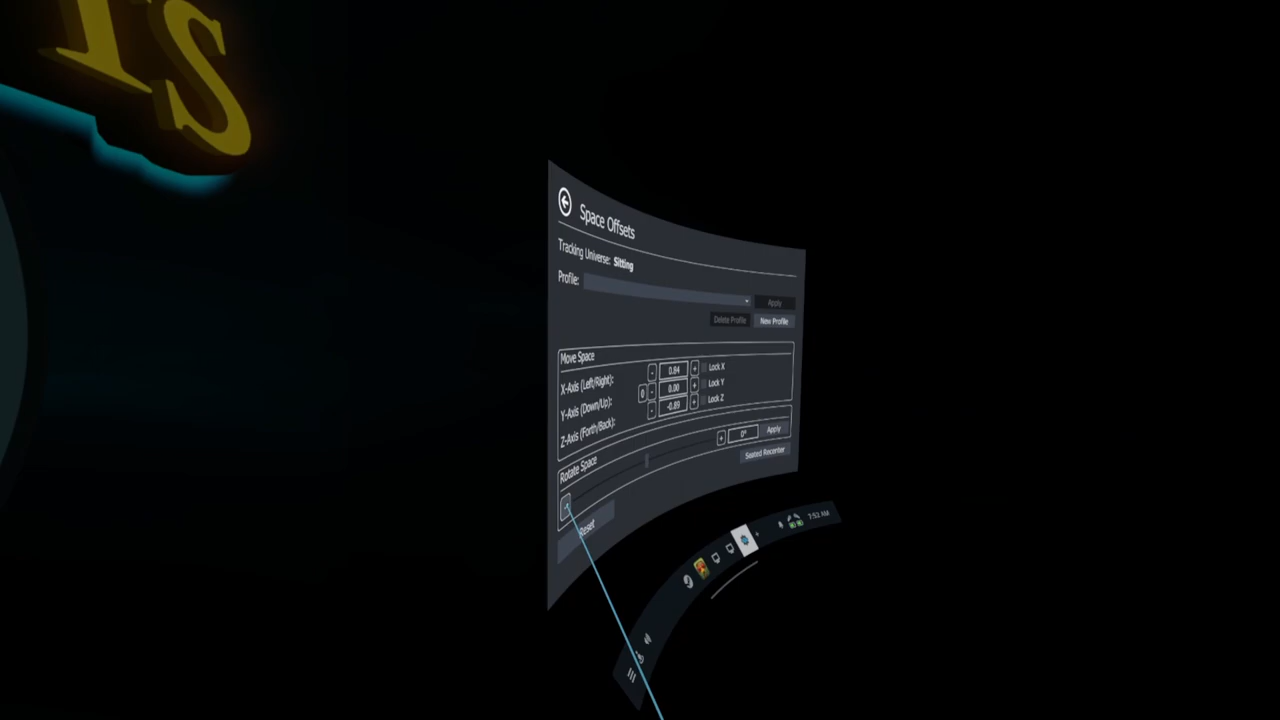 S
Space Offsets
Tracking Universe: Sitting
Profile:
Apply
Delete Profile
New Profile
Move Space
X-Axis (Left/Right):
- 0.84 + Lock X
Y-Axis (Down/Up):
0 - 0.00 + Lock Y
Z-Axis (Forth/Back):
- -0.89 + Lock Z
Rotate Space
- + 0° Apply
Reset
Seated Recenter
7:53 AM